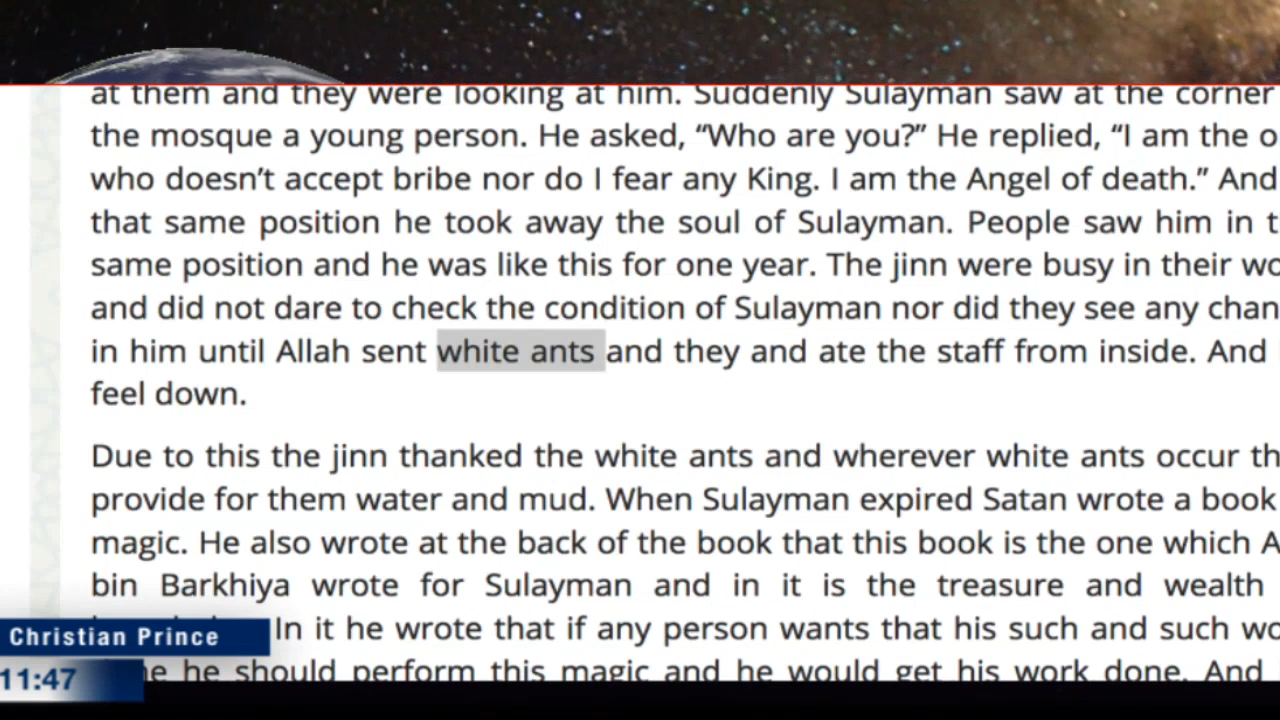 at them and they were looking at him. Suddenly Sulayman saw at the corner
the mosque a young person. He asked, “Who are you?” He replied, “I am the
who doesn’t accept bribe nor do I fear any King. I am the Angel of death.” And
that same position he took away the soul of Sulayman. People saw him in
same position and he was like this for one year. The jinn were busy in their
and did not dare to check the condition of Sulayman nor did they see any
in him until Allah sent white ants and they and ate the staff from inside. And
feel down.
Due to this the jinn thanked the white ants and wherever white ants occur
provide for them water and mud. When Sulayman expired Satan wrote a book
magic. He also wrote at the back of the book that this book is the one which
bin Barkhiya wrote for Sulayman and in it is the treasure and wealth
In it he wrote that if any person wants that his such and such
he should perform this magic and he would get his work done. And
Christian Prince
11:47